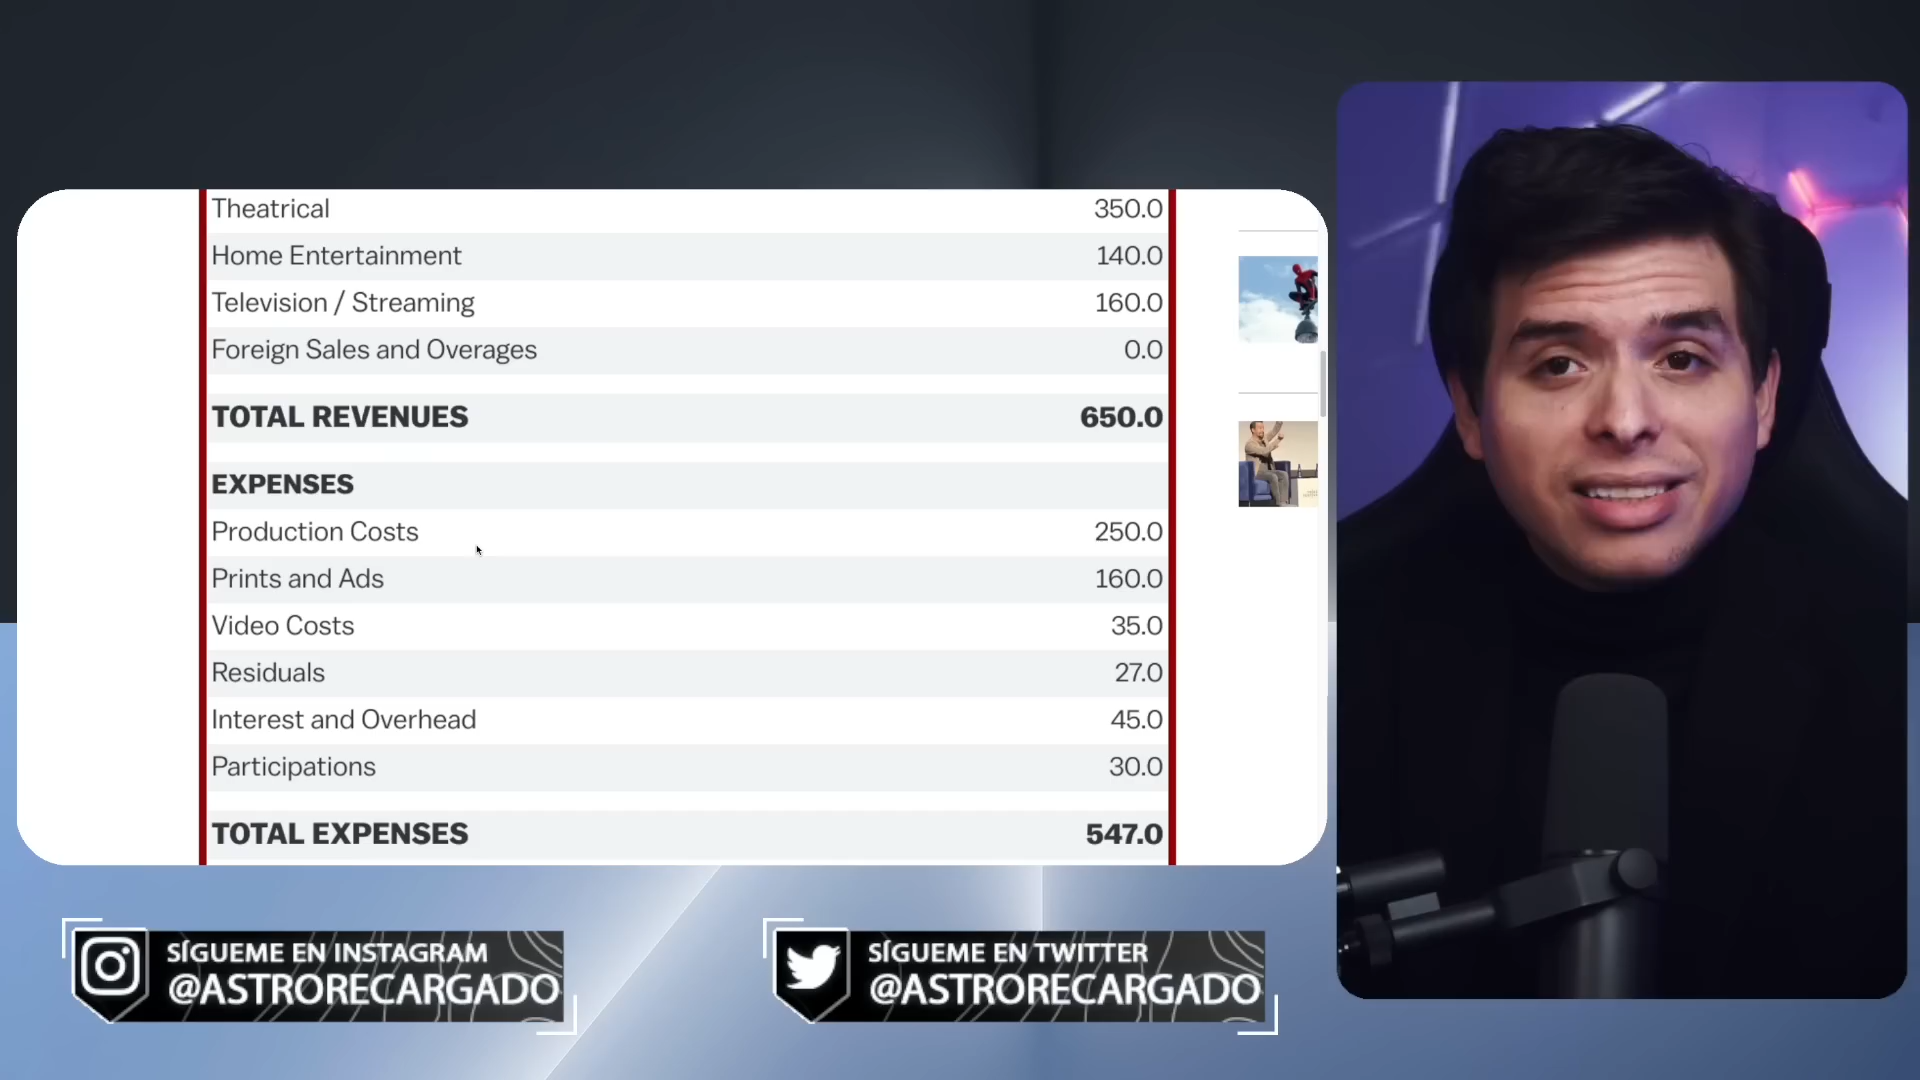 Theatrical 350.0
Home Entertainment 140.0
Television / Streaming 160.0
Foreign Sales and Overages 0.0
TOTAL REVENUES 650.0
EXPENSES
Production Costs 250.0
Prints and Ads 160.0
Video Costs 35.0
Residuals 27.0
Interest and Overhead 45.0
Participations 30.0
TOTAL EXPENSES 547.0
SÍGUEME EN INSTAGRAM
@ASTRORECARGADO
SÍGUEME EN TWITTER
@ASTRORECARGADO